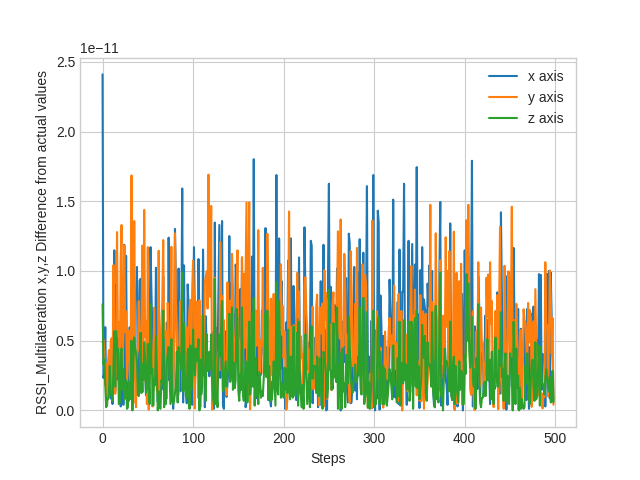 1e−11
2.5
2.0
1.5
1.0
0.5
0.0
RSSI_Multilateration x,y,z Difference from actual values
x axis
y axis
z axis
0 100 200 300 400 500
Steps